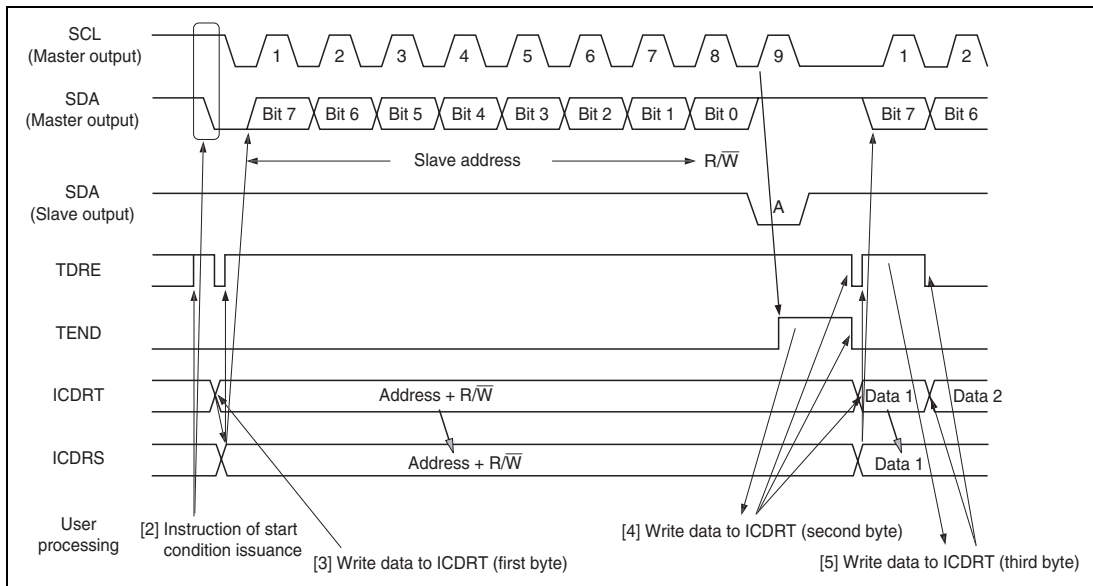 SCL
(Master output)
1 2 3 4 5 6 7 8 9 1 2
SDA
(Master output)
Bit 7 Bit 6 Bit 5 Bit 4 Bit 3 Bit 2 Bit 1 Bit 0 Bit 7 Bit 6
Slave address R/W̅
SDA
(Slave output)
A
TDRE
TEND
ICDRT
Address + R/W̅ Data 1 Data 2
ICDRS
Address + R/W̅ Data 1
User
processing
[2] Instruction of start
condition issuance
[3] Write data to ICDRT (first byte)
[4] Write data to ICDRT (second byte)
[5] Write data to ICDRT (third byte)